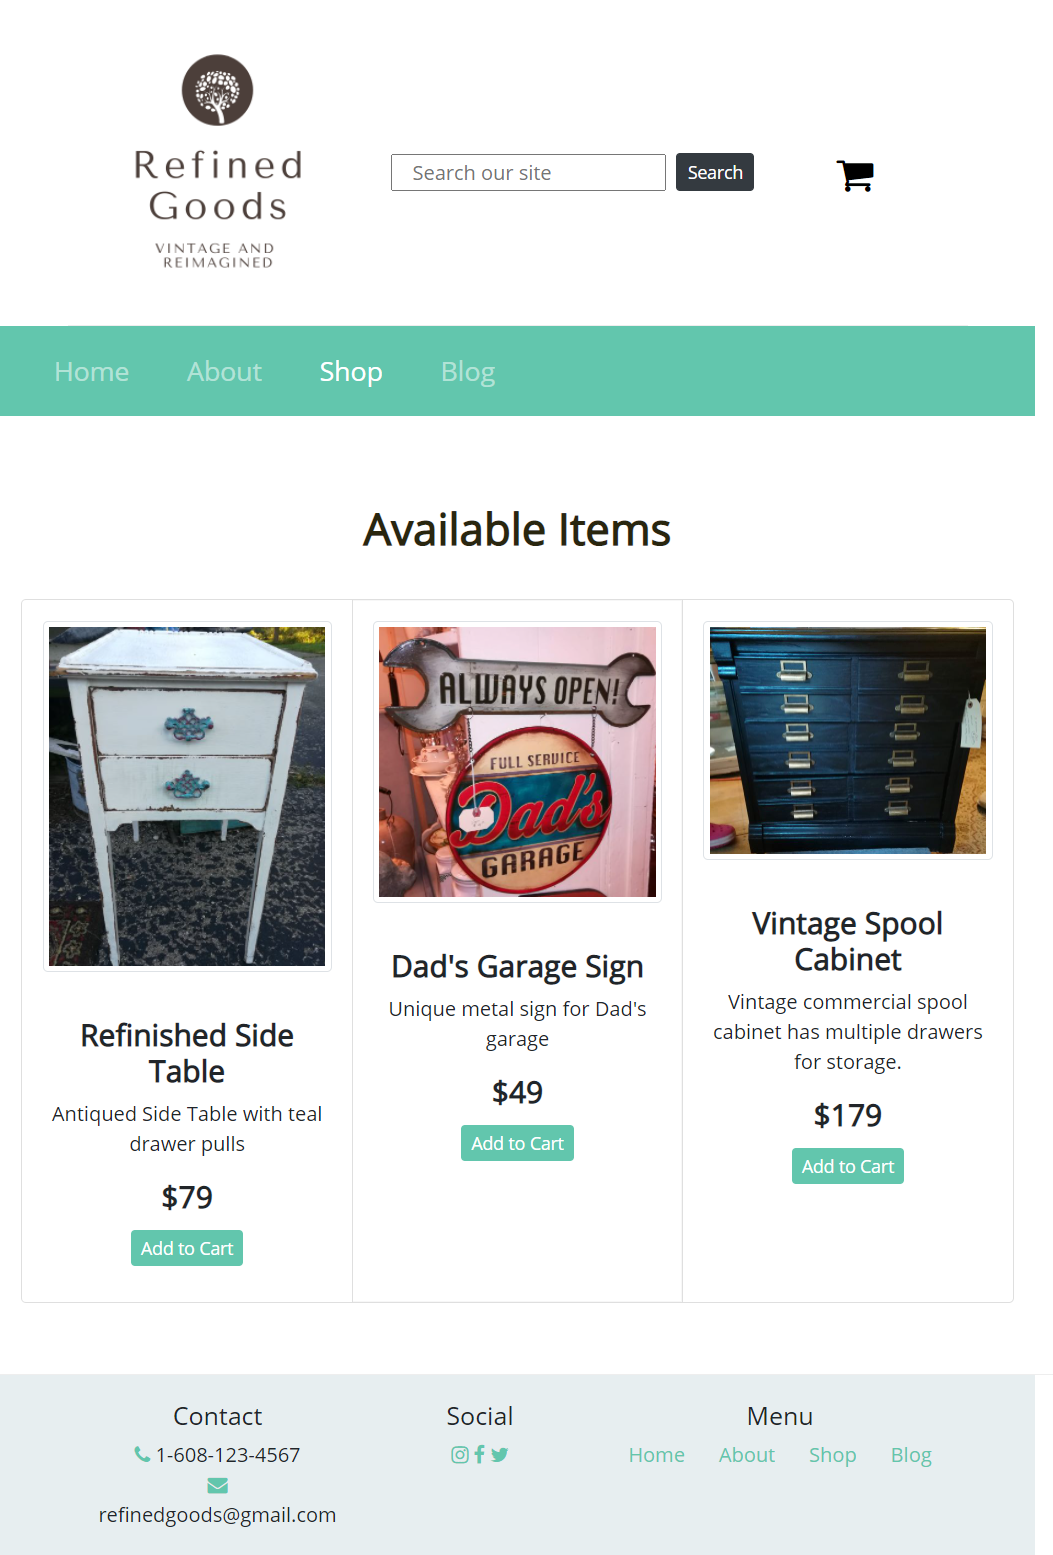 Refined
Goods
VINTAGE AND
REIMAGINED
Search our site
Search
Home About Shop Blog
Available Items
ALWAYS OPEN!
FULL SERVICE
Dad's
GARAGE
Refinished Side
Table
Antiqued Side Table with teal
drawer pulls
$79
Add to Cart
Dad's Garage Sign
Unique metal sign for Dad's
garage
$49
Add to Cart
Vintage Spool
Cabinet
Vintage commercial spool
cabinet has multiple drawers
for storage.
$179
Add to Cart
Contact
1-608-123-4567
refinedgoods@gmail.com
Social
Menu
Home About Shop Blog